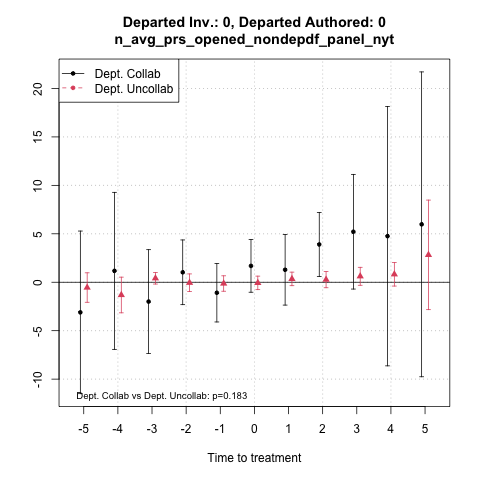 Departed Inv.: 0, Departed Authored: 0
n_avg_prs_opened_nondepdf_panel_nyt
Dept. Collab
Dept. Uncollab
20
15
10
5
0
-5
-10
Dept. Collab vs Dept. Uncollab: p=0.183
-5 -4 -3 -2 -1 0 1 2 3 4 5
Time to treatment